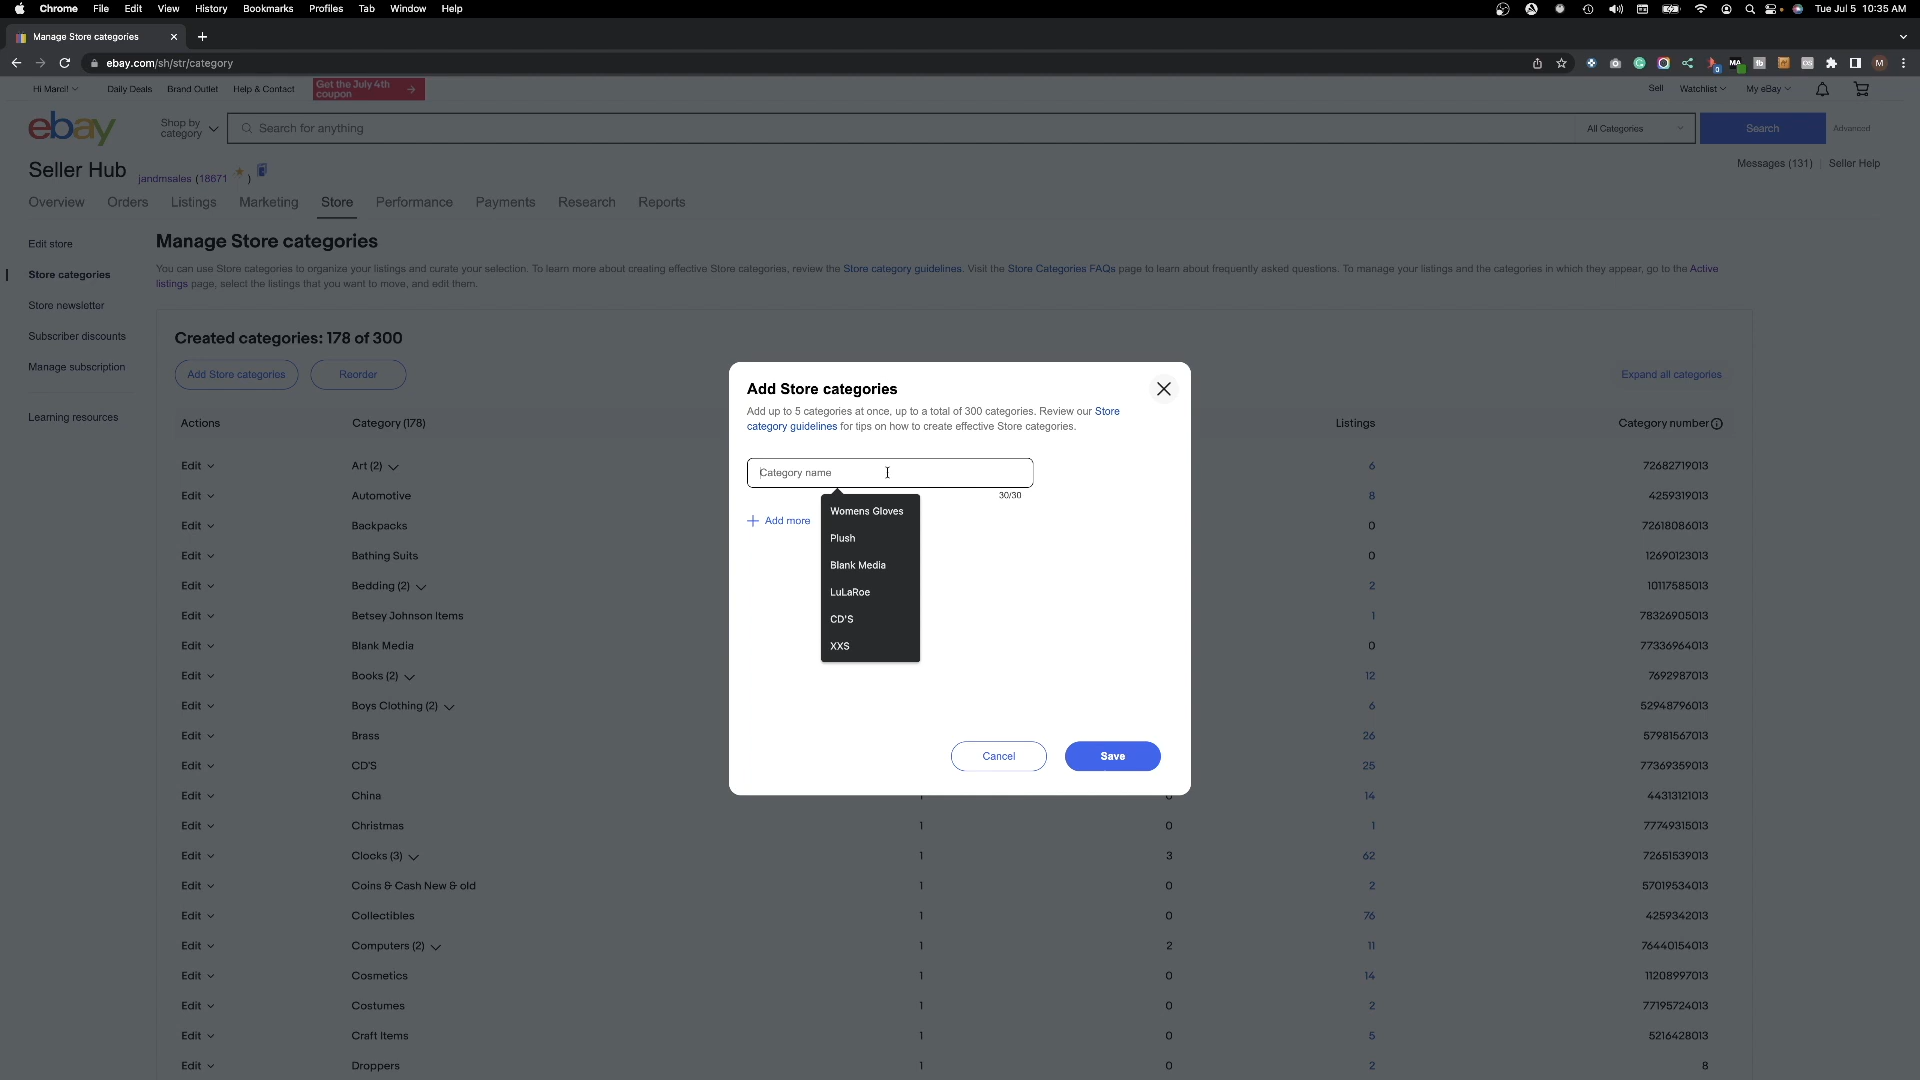 Chrome File Edit View History Bookmarks Profiles Tab Window Help Tue Jul 5 10:35 AM
Manage Store categories
ebay.com/sh/str/category
Hi Marol! Daily Deals Brand Outlet Help & Contact Get the July 4th coupon Sell Watchlist My eBay
ebay Shop by category Search for anything All Categories Search Advanced
Seller Hub jandmsales (18671 ) Messages (131) Seller Help
Overview Orders Listings Marketing Store Performance Payments Research Reports
Edit store
Store categories
Store newsletter
Subscriber discounts
Manage subscription
Learning resources
Manage Store categories
You can use Store categories to organize your listings and curate your selection. To learn more about creating effective Store categories, review the Store category guidelines. Visit the Store Categories FAQs page to learn about frequently asked questions. To manage your listings and the categories in which they appear, go to the Active
listings page, select the listings that you want to move, and edit them.
Created categories: 178 of 300
Add Store categories Reorder Expand all categories
Actions Category (178) Listings Category number
Edit Art (2) 6 72682719013
Edit Automotive 8 4259319013
Edit Backpacks 0 72618086013
Edit Bathing Suits 0 12690123013
Edit Bedding (2) 2 10117585013
Edit Betsey Johnson Items 1 78326905013
Edit Blank Media 0 77336964013
Edit Books (2) 12 7692987013
Edit Boys Clothing (2) 6 52948796013
Edit Brass 26 57981567013
Edit CD'S 25 77369359013
Edit China 14 44313121013
Edit Christmas 1 0 1 77749315013
Edit Clocks (3) 1 3 62 72651539013
Edit Coins & Cash New & old 1 0 2 57019534013
Edit Collectibles 1 0 76 4259342013
Edit Computers (2) 1 2 11 76440154013
Edit Cosmetics 1 0 14 11208997013
Edit Costumes 1 0 2 77195724013
Edit Craft Items 1 0 5 5216428013
Edit Droppers 1 0 2 8
Add Store categories
Add up to 5 categories at once, up to a total of 300 categories. Review our Store
category guidelines for tips on how to create effective Store categories.
Category name
30/30
Add more
Womens Gloves
Plush
Blank Media
LuLaRoe
CD'S
XXS
Cancel Save